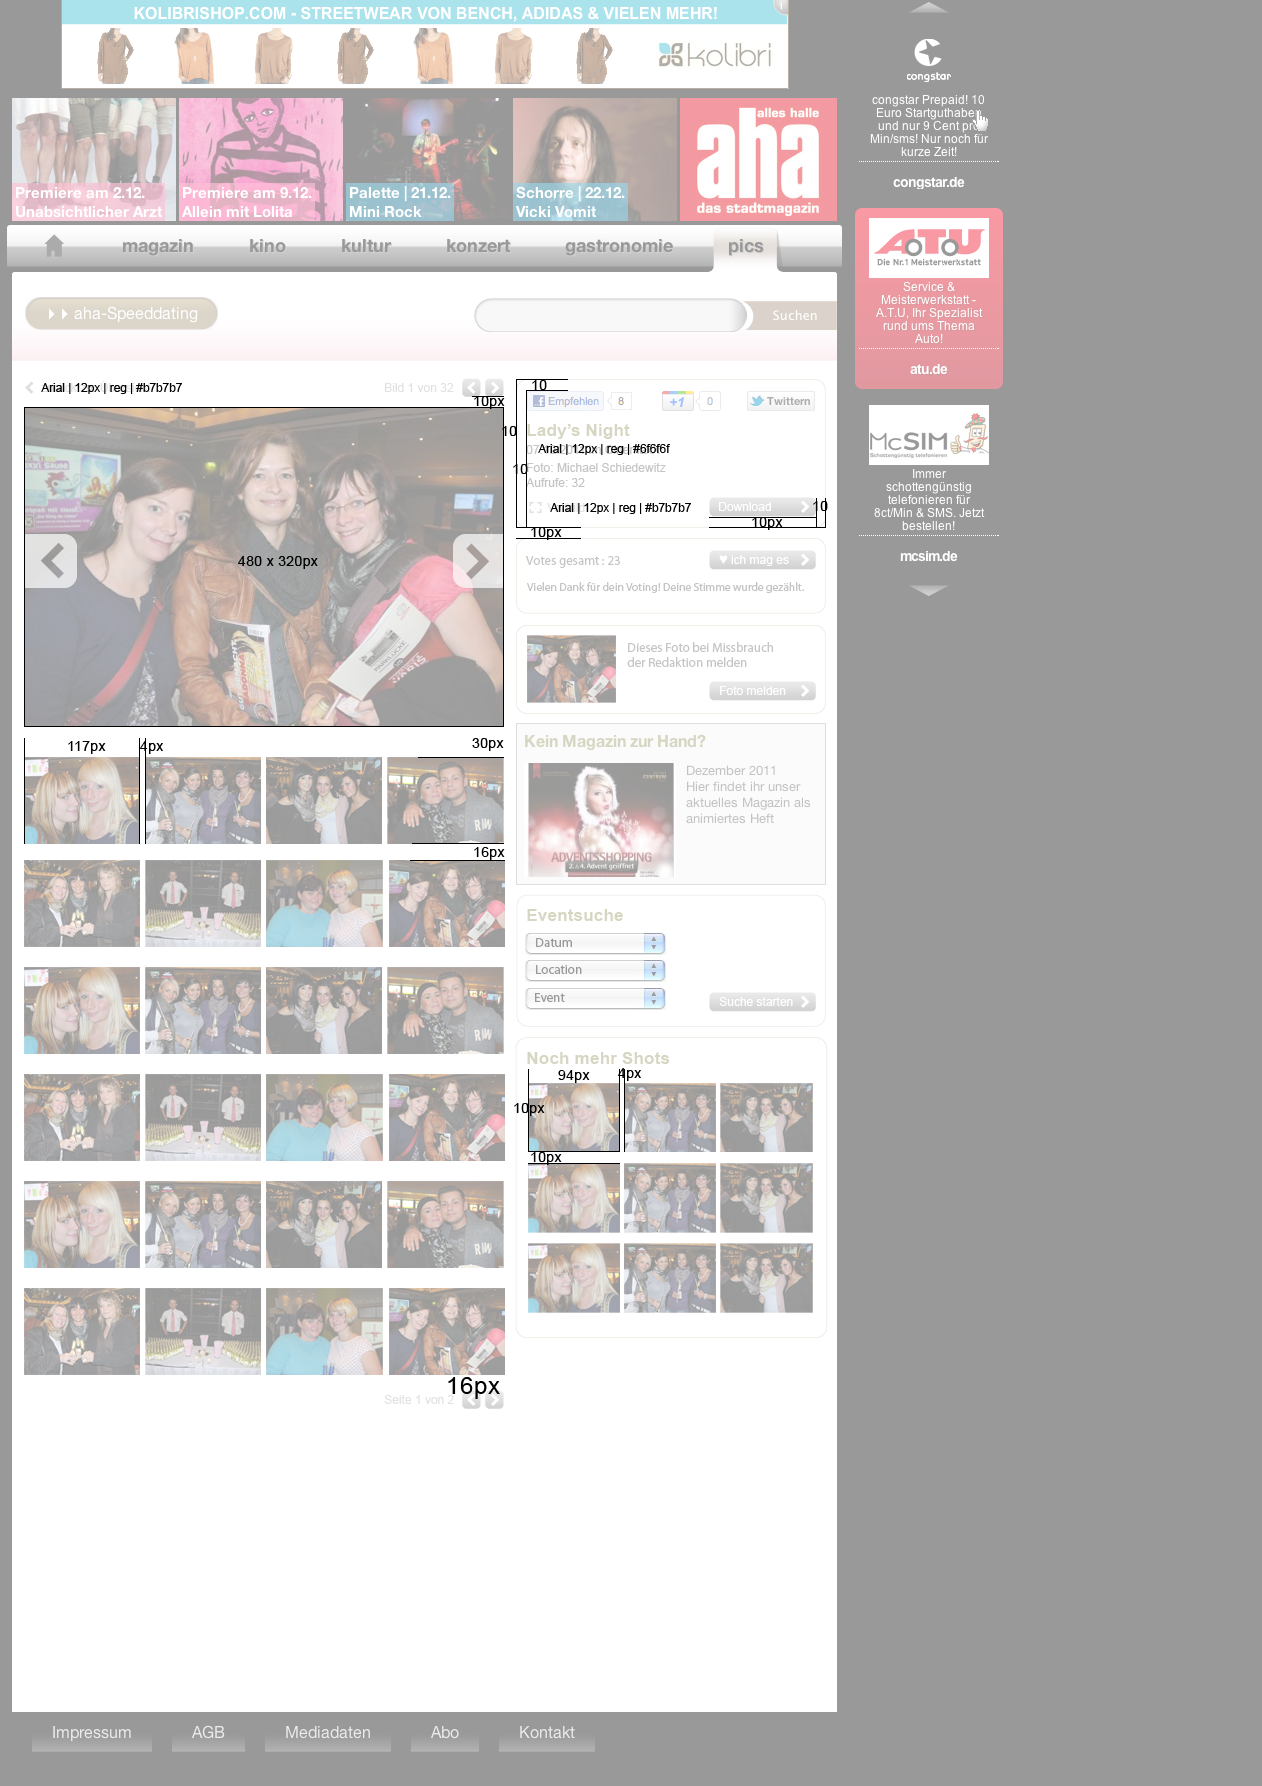 KOLIBRISHOP.COM - STREETWEAR VON BENCH, ADIDAS & VIELEN MEHR!
i
kolibri
Premiere am 2.12.
Unabsichtlicher Arzt
Premiere am 9.12.
Allein mit Lolita
Palette | 21.12.
Mini Rock
Schorre | 22.12.
Vicki Vomit
alles halle
aha
das stadtmagazin
magazin
kino
kultur
konzert
gastronomie
pics
aha-Speeddating
Suchen
Arial | 12px | reg | #b7b7b7
Bild 1 von 32
10px
480 x 320px
117px
4px
30px
16px
16px
Seite 1 von 2
10
Empfehlen
8
+1
0
Twittern
10
Lady's Night
Arial | 12px | reg | #6f6f6f
10
Foto: Michael Schiedewitz
Aufrufe: 32
Arial | 12px | reg | #b7b7b7
Download
10
10px
10px
Votes gesamt : 23
ich mag es
Vielen Dank für dein Voting! Deine Stimme wurde gezählt.
Dieses Foto bei Missbrauch
der Redaktion melden
Foto melden
Kein Magazin zur Hand?
ADVENTSSHOPPING
2. & 4. Advent geöffnet
Dezember 2011
Hier findet ihr unser
aktuelles Magazin als
animiertes Heft
Eventsuche
Datum
Location
Event
Suche starten
Noch mehr Shots
94px
4px
10px
10px
congstar
congstar Prepaid! 10
Euro Startguthaben
und nur 9 Cent pro
Min/sms! Nur noch für
kurze Zeit!
congstar.de
ATU
Die Nr.1 Meisterwerkstatt
Service &
Meisterwerkstatt -
A.T.U, Ihr Spezialist
rund ums Thema
Auto!
atu.de
McSIM
Schottengünstig telefonieren
Immer
schottengünstig
telefonieren für
8ct/Min & SMS. Jetzt
bestellen!
mcsim.de
Impressum
AGB
Mediadaten
Abo
Kontakt